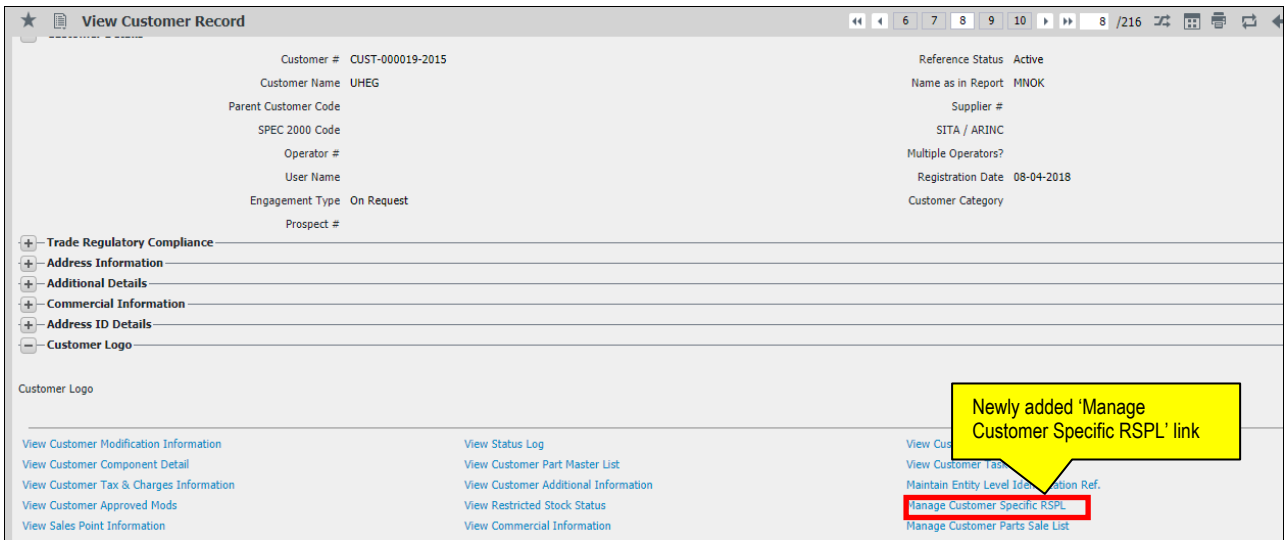 View Customer Record
6 7 8 9 10 8 /216
Customer Details
Customer # CUST-000019-2015 Reference Status Active
Customer Name UHEG Name as in Report MNOK
Parent Customer Code Supplier #
SPEC 2000 Code SITA / ARINC
Operator # Multiple Operators?
User Name Registration Date 08-04-2018
Engagement Type On Request Customer Category
Prospect #
Trade Regulatory Compliance
Address Information
Additional Details
Commercial Information
Address ID Details
Customer Logo
Customer Logo
Newly added ‘Manage
Customer Specific RSPL’ link
View Customer Modification Information View Status Log View
View Customer Component Detail View Customer Part Master List View Customer
View Customer Tax & Charges Information View Customer Additional Information Maintain Entity Level Ref.
View Customer Approved Mods View Restricted Stock Status Manage Customer Specific RSPL
View Sales Point Information View Commercial Information Manage Customer Parts Sale List